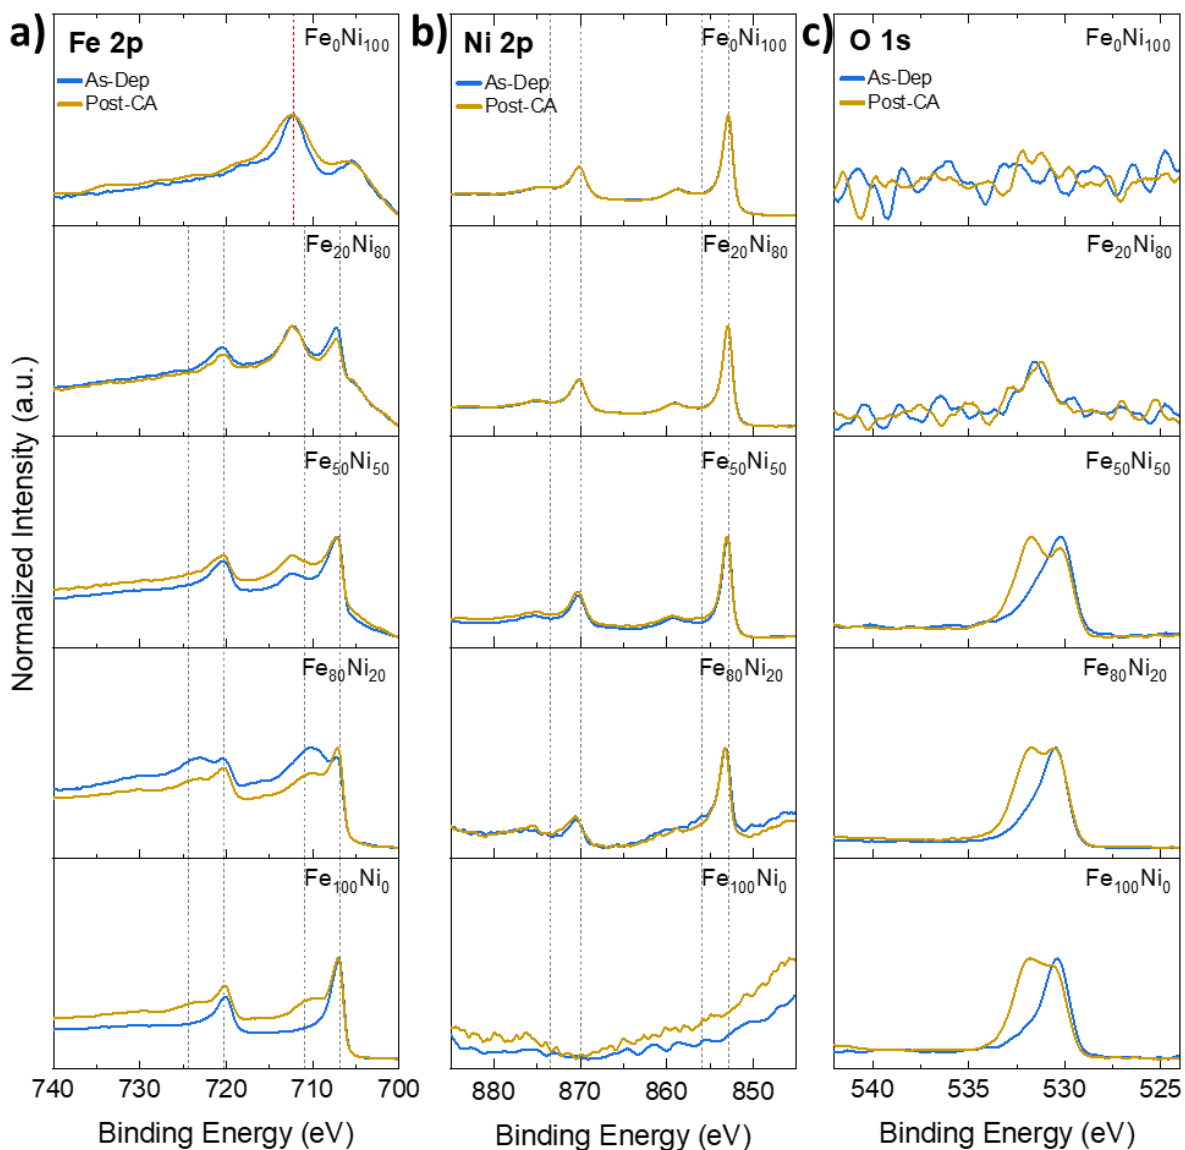 a) Fe 2p Fe0Ni100
As-Dep
Post-CA
Fe20Ni80
Fe50Ni50
Fe80Ni20
Fe100Ni0
740 730 720 710 700
Binding Energy (eV)
b) Ni 2p Fe0Ni100
As-Dep
Post-CA
Fe20Ni80
Fe50Ni50
Fe80Ni20
Fe100Ni0
880 870 860 850
Binding Energy (eV)
c) O 1s Fe0Ni100
As-Dep
Post-CA
Fe20Ni80
Fe50Ni50
Fe80Ni20
Fe100Ni0
540 535 530 525
Binding Energy (eV)
Normalized Intensity (a.u.)